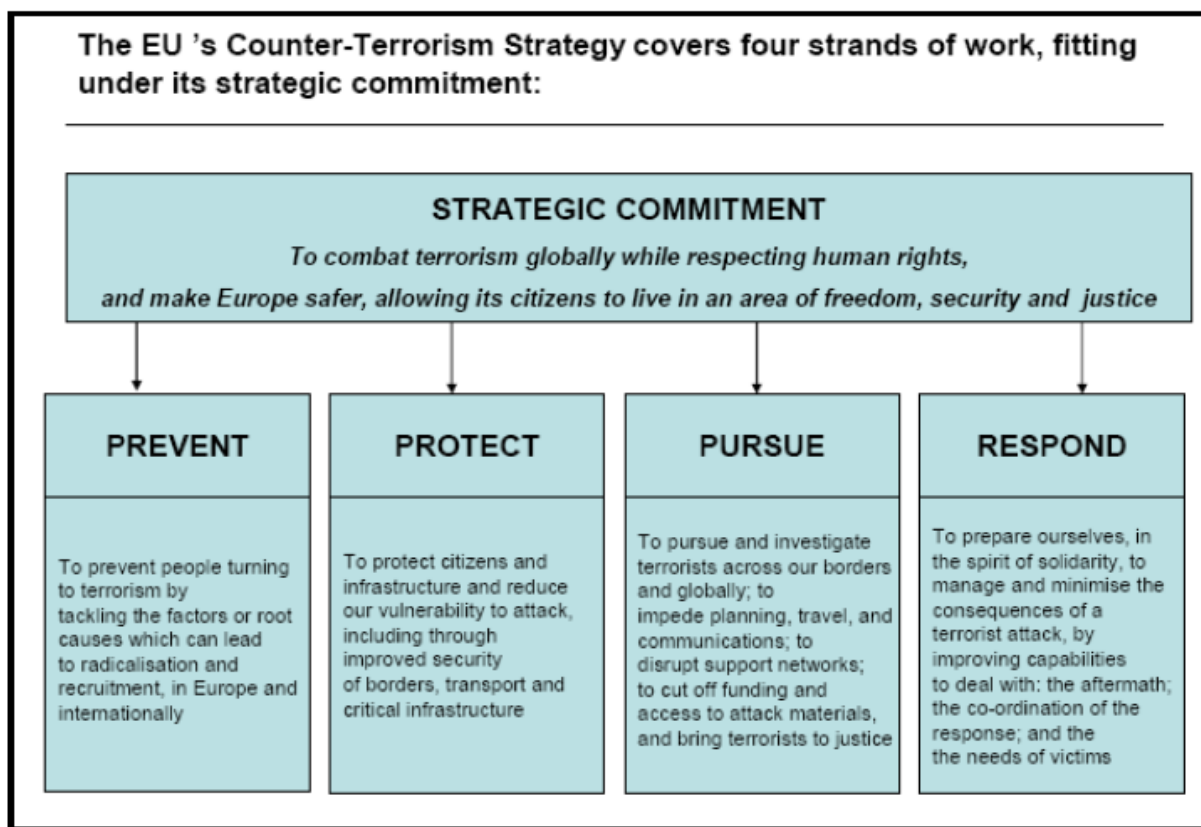 The EU 's Counter-Terrorism Strategy covers four strands of work, fitting
under its strategic commitment:
STRATEGIC COMMITMENT
To combat terrorism globally while respecting human rights,
and make Europe safer, allowing its citizens to live in an area of freedom, security and justice
PREVENT
To prevent people turning
to terrorism by
tackling the factors or root
causes which can lead
to radicalisation and
recruitment, in Europe and
internationally
PROTECT
To protect citizens and
infrastructure and reduce
our vulnerability to attack,
including through
improved security
of borders, transport and
critical infrastructure
PURSUE
To pursue and investigate
terrorists across our borders
and globally; to
impede planning, travel, and
communications; to
disrupt support networks;
to cut off funding and
access to attack materials,
and bring terrorists to justice
RESPOND
To prepare ourselves, in
the spirit of solidarity, to
manage and minimise the
consequences of a
terrorist attack, by
improving capabilities
to deal with: the aftermath;
the co-ordination of the
response; and the
the needs of victims